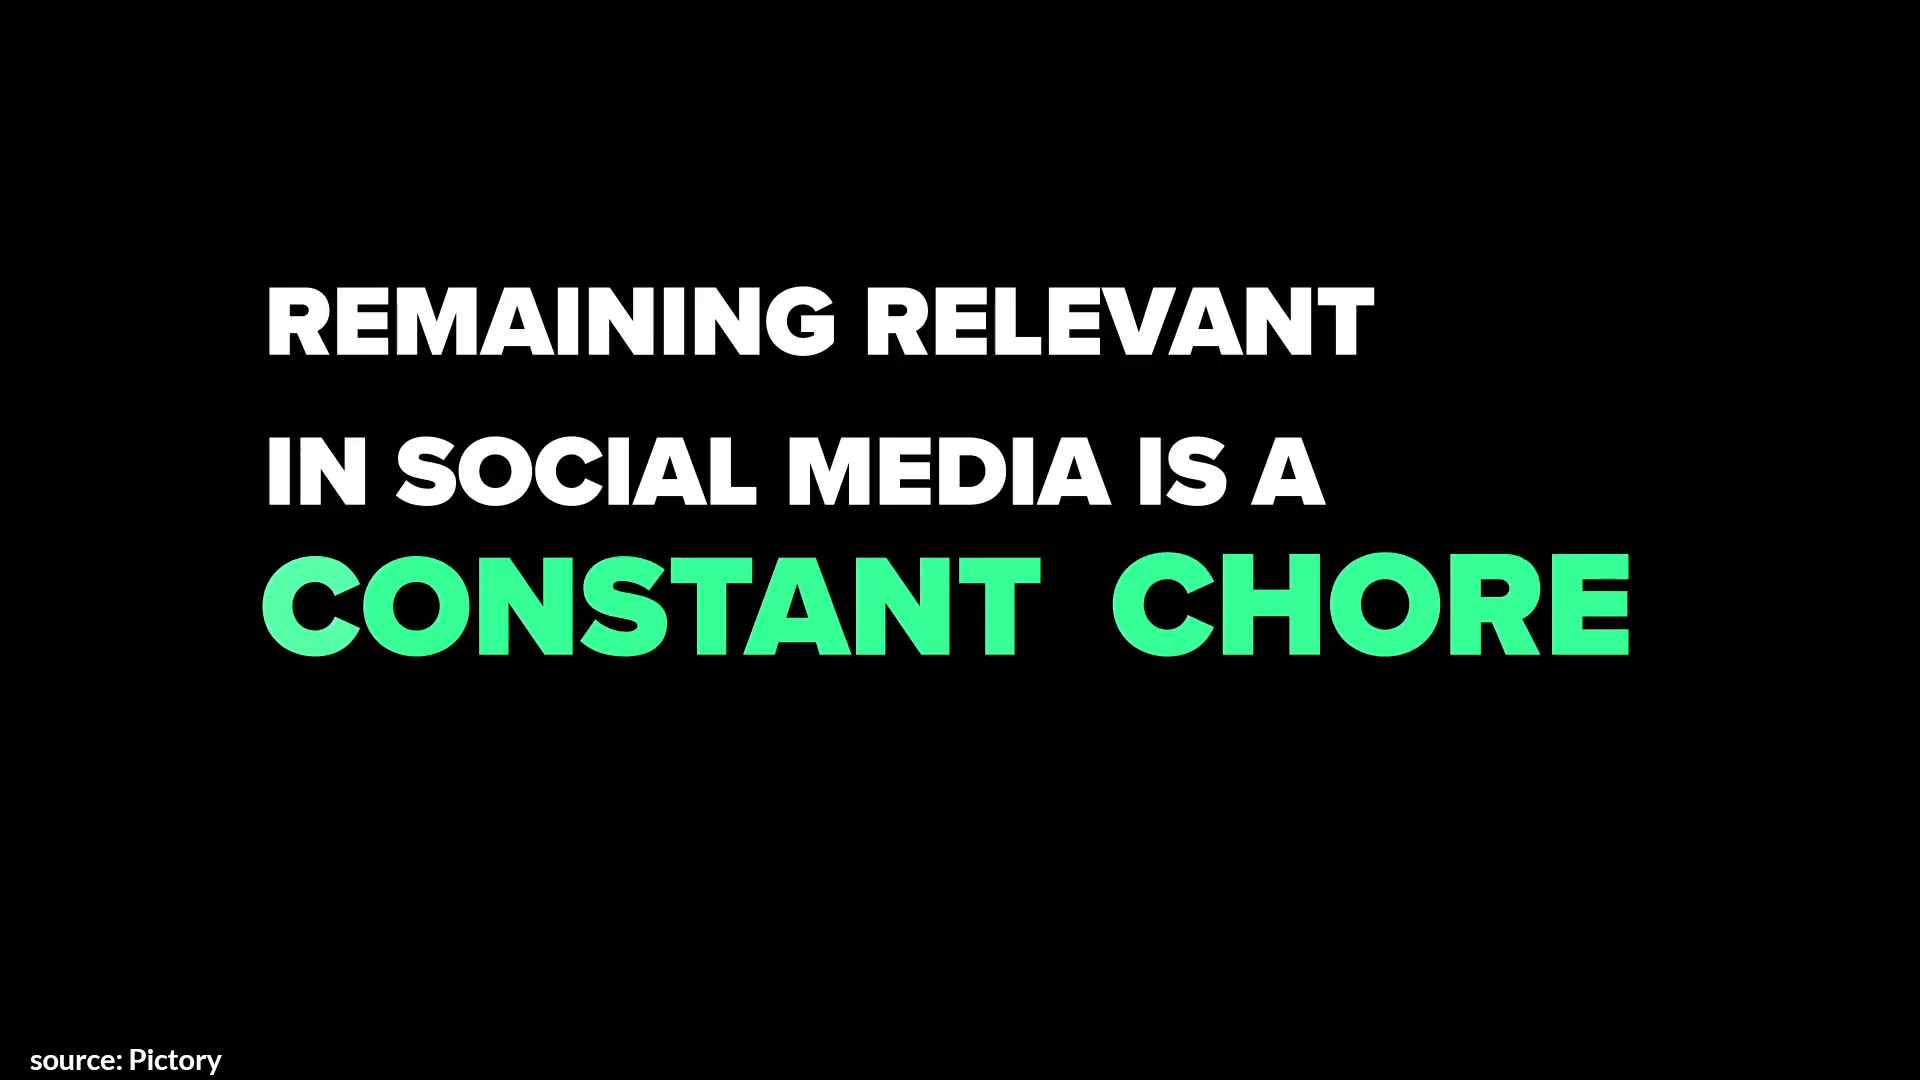 REMAINING RELEVANT
IN SOCIAL MEDIA IS A
CONSTANT CHORE
source: Pictory